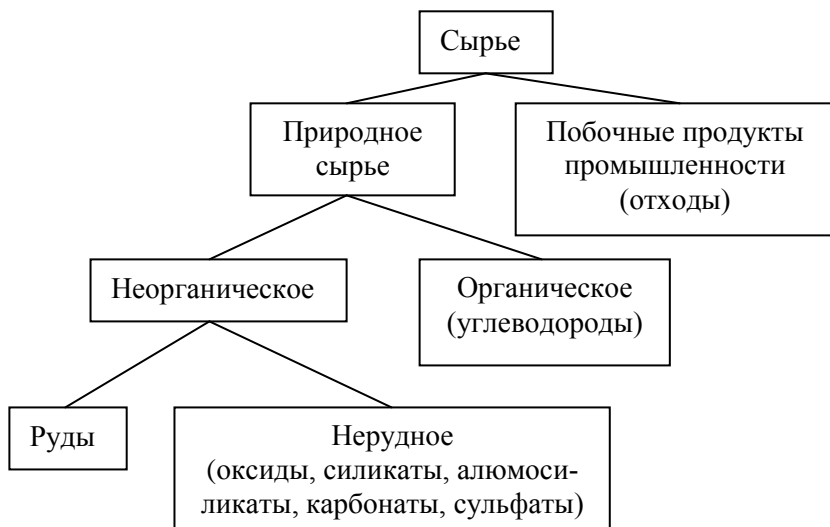 Сырье
Природное
сырье
Побочные продукты
промышленности
(отходы)
Неорганическое
Органическое
(углеводороды)
Руды
Нерудное
(оксиды, силикаты, алюмоси-
ликаты, карбонаты, сульфаты)